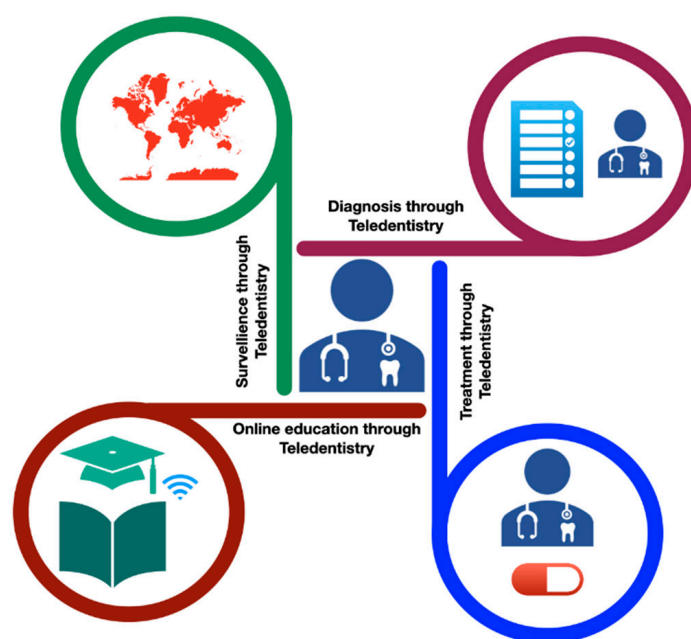 Diagnosis through
Teledentistry
Survellience through
Teledentistry
Treatment through
Teledentistry
Online education through
Teledentistry